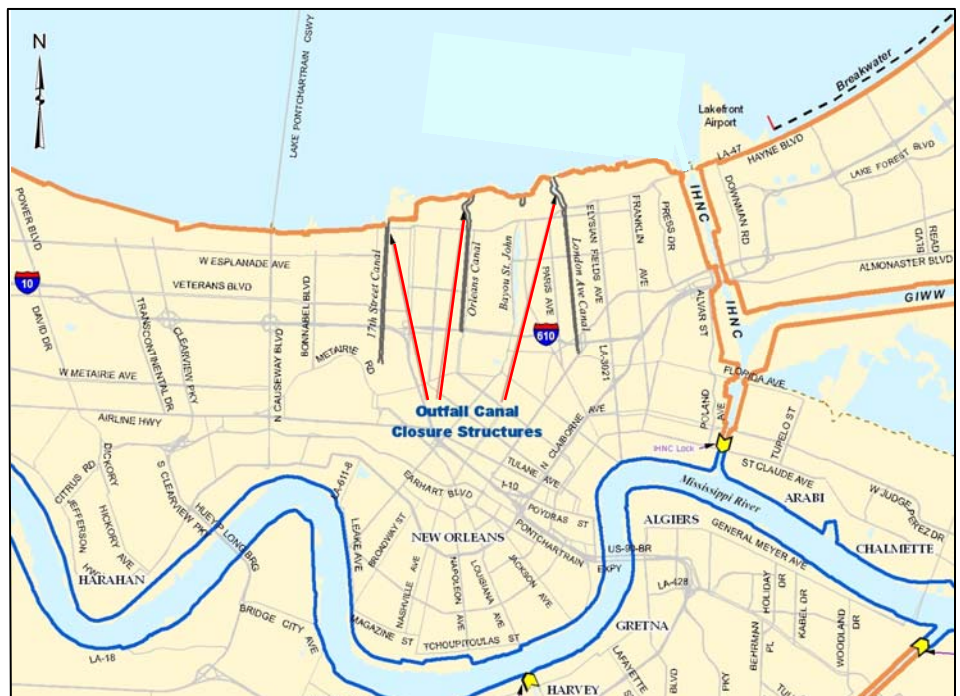 N
LAKE PONTCHARTRAIN CSWY
Breakwater
Lakefront
Airport
LA-47
HAYNE BLVD
LAKE FOREST BLVD
POWER BLVD
W ESPLANADE AVE
10
VETERANS BLVD
BONNABEL BLVD
17th Street Canal
Orleans Canal
Bayou St. John
PARIS AVE
London Ave Canal
ELYSIAN FIELDS AVE
FRANKLIN
AVE
PRESS DR
IHNC
DOWNMAN RD
READ
BLVD
ALMONASTER BLVD
ALVAR ST
IHNC
GIWW
DAVID DR
TRANSCONTINENTAL DR
CLEARVIEW PKY
N CAUSEWAY BLVD
METAIRIE
RD
610
LA-3021
FLORIDA AVE
W METAIRIE AVE
AIRLINE HWY
Outfall Canal
Closure Structures
N CLAIBORNE AVE
POLAND
AVE
TUPELO ST
IHNC Lock
ST CLAUDE AVE
ARABI
W JUDGE
PEREZ DR
CITRUS RD
JEFFERSON
HWY
DICKORY
HICKORY AVE
S CLEARVIEW PKY
HUEY P LONG BRG
LA-611-8
EARHART BLVD
TULANE AVE
I-10
POYDRAS ST
Mississippi River
LEAKE AVE
BROADWAY ST
NEW ORLEANS
PONTCHARTRAIN
EXPY
US-90-BR
ALGIERS
GENERAL MEYER AVE
CHALMETTE
HARAHAN
BRIDGE CITY AVE
NASHVILLE AVE
NAPOLEON AVE
LOUISIANA AVE
JACKSON AVE
MAGAZINE ST
TCHOUPITOULAS ST
LA-428
HOLIDAY
DR
BEHRMAN
PL
KABEL DR
WOODLAND
DR
GRETNA
LA-18
HARVEY
LAFAYETTE
BLVD
PKY